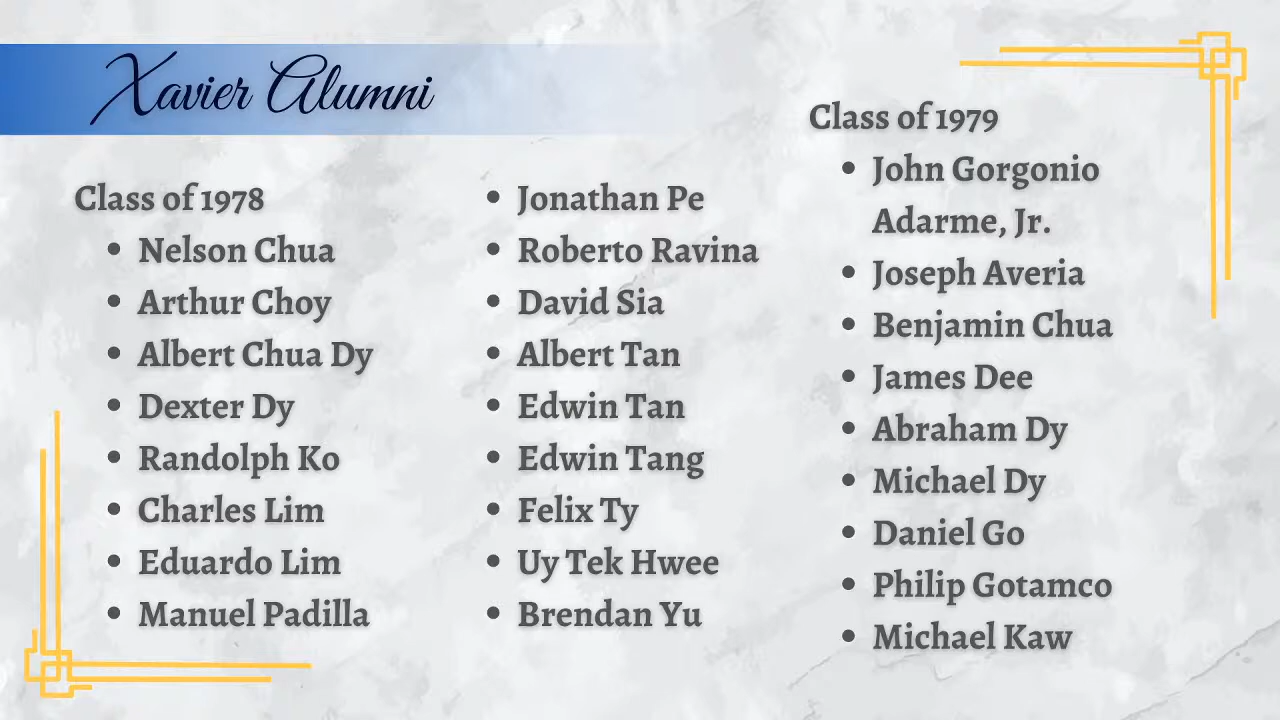 Xavier Alumni
Class of 1978
• Nelson Chua
• Arthur Choy
• Albert Chua Dy
• Dexter Dy
• Randolph Ko
• Charles Lim
• Eduardo Lim
• Manuel Padilla
• Jonathan Pe
• Roberto Ravina
• David Sia
• Albert Tan
• Edwin Tan
• Edwin Tang
• Felix Ty
• Uy Tek Hwee
• Brendan Yu
Class of 1979
• John Gorgonio
Adarme, Jr.
• Joseph Averia
• Benjamin Chua
• James Dee
• Abraham Dy
• Michael Dy
• Daniel Go
• Philip Gotamco
• Michael Kaw